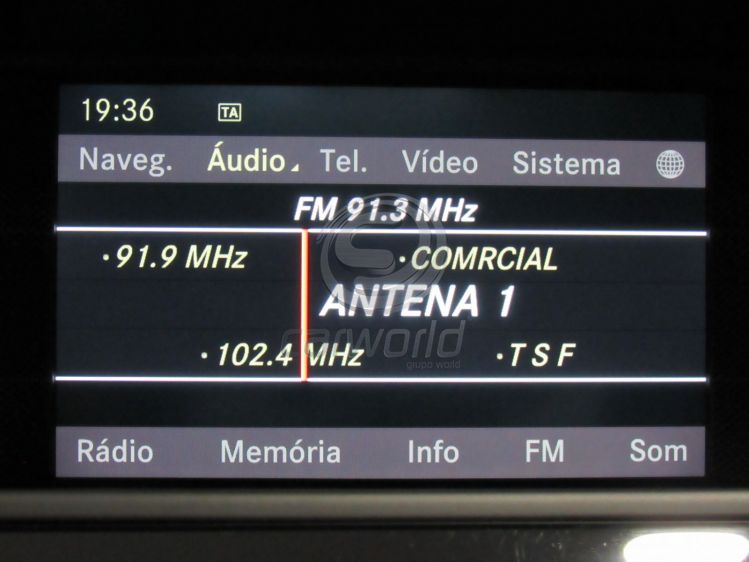 19:36 TA
Naveg. Áudio Tel. Vídeo Sistema
FM 91.3 MHz
·91.9 MHz ·COMRCIAL
ANTENA 1
·102.4 MHz ·T S F
carworld
grupo world
Rádio Memória Info FM Som